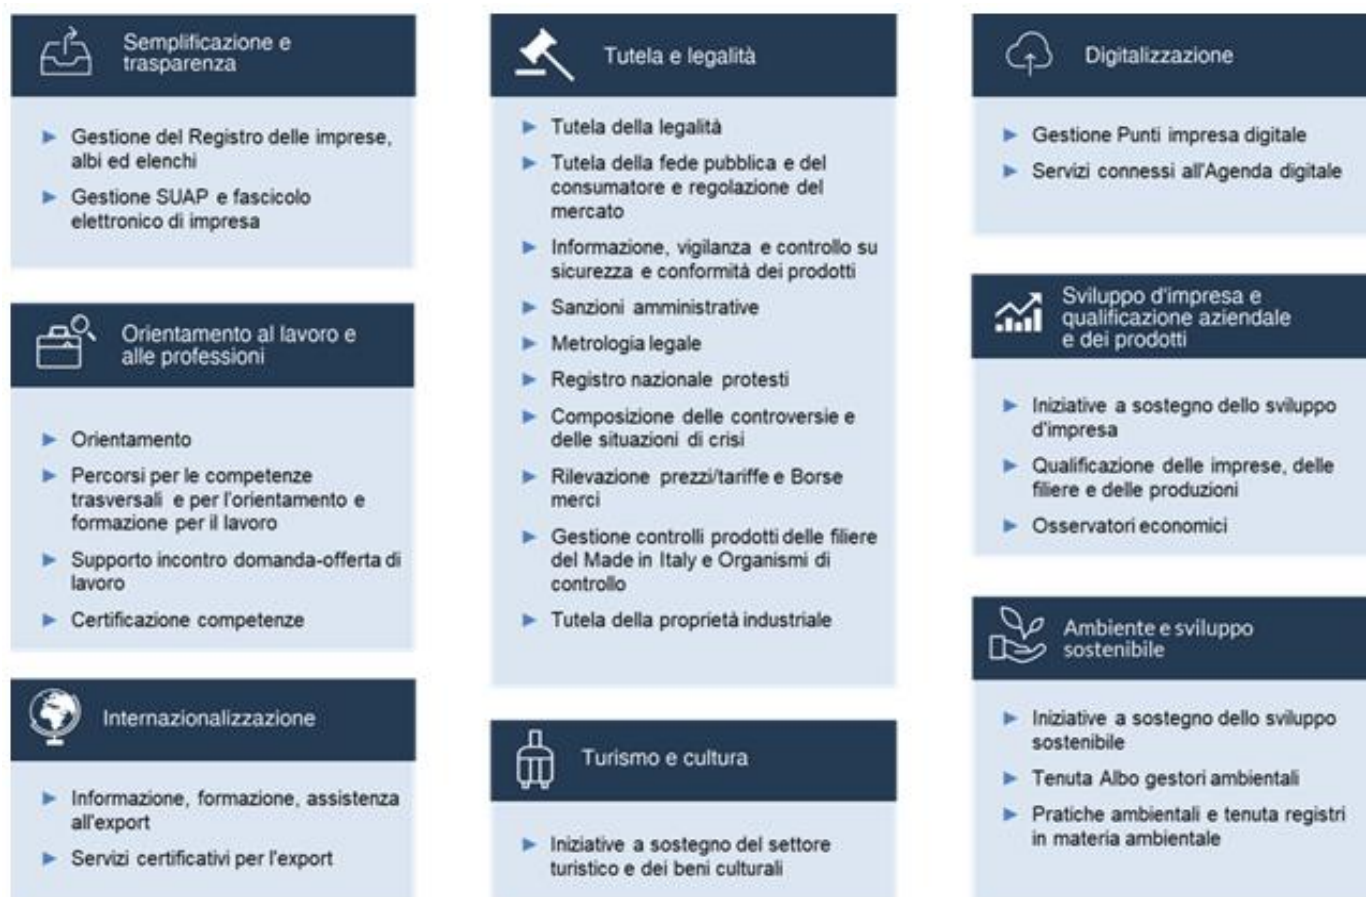 Semplificazione e
trasparenza
Gestione del Registro delle imprese,
albi ed elenchi
Gestione SUAP e fascicolo
elettronico di impresa
Orientamento al lavoro e
alle professioni
Orientamento
Percorsi per le competenze
trasversali e per l'orientamento e
formazione per il lavoro
Supporto incontro domanda-offerta di
lavoro
Certificazione competenze
Internazionalizzazione
Informazione, formazione, assistenza
all'export
Servizi certificativi per l'export
Tutela e legalità
Tutela della legalità
Tutela della fede pubblica e del
consumatore e regolazione del
mercato
Informazione, vigilanza e controllo su
sicurezza e conformità dei prodotti
Sanzioni amministrative
Metrologia legale
Registro nazionale protesti
Composizione delle controversie e
delle situazioni di crisi
Rilevazione prezzi/tariffe e Borse
merci
Gestione controlli prodotti delle filiere
del Made in Italy e Organismi di
controllo
Tutela della proprietà industriale
Turismo e cultura
Iniziative a sostegno del settore
turistico e dei beni culturali
Digitalizzazione
Gestione Punti impresa digitale
Servizi connessi all'Agenda digitale
Sviluppo d'impresa e
qualificazione aziendale
e dei prodotti
Iniziative a sostegno dello sviluppo
d'impresa
Qualificazione delle imprese, delle
filiere e delle produzioni
Osservatori economici
Ambiente e sviluppo
sostenibile
Iniziative a sostegno dello sviluppo
sostenibile
Tenuta Albo gestori ambientali
Pratiche ambientali e tenuta registri
in materia ambientale